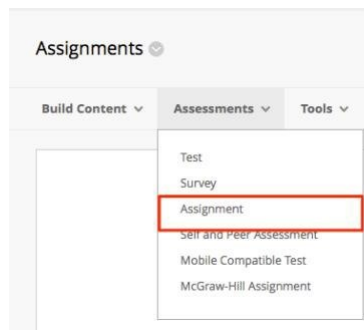 Assignments
Build Content Assessments Tools
Test
Survey
Assignment
Self and Peer Assessment
Mobile Compatible Test
McGraw-Hill Assignment